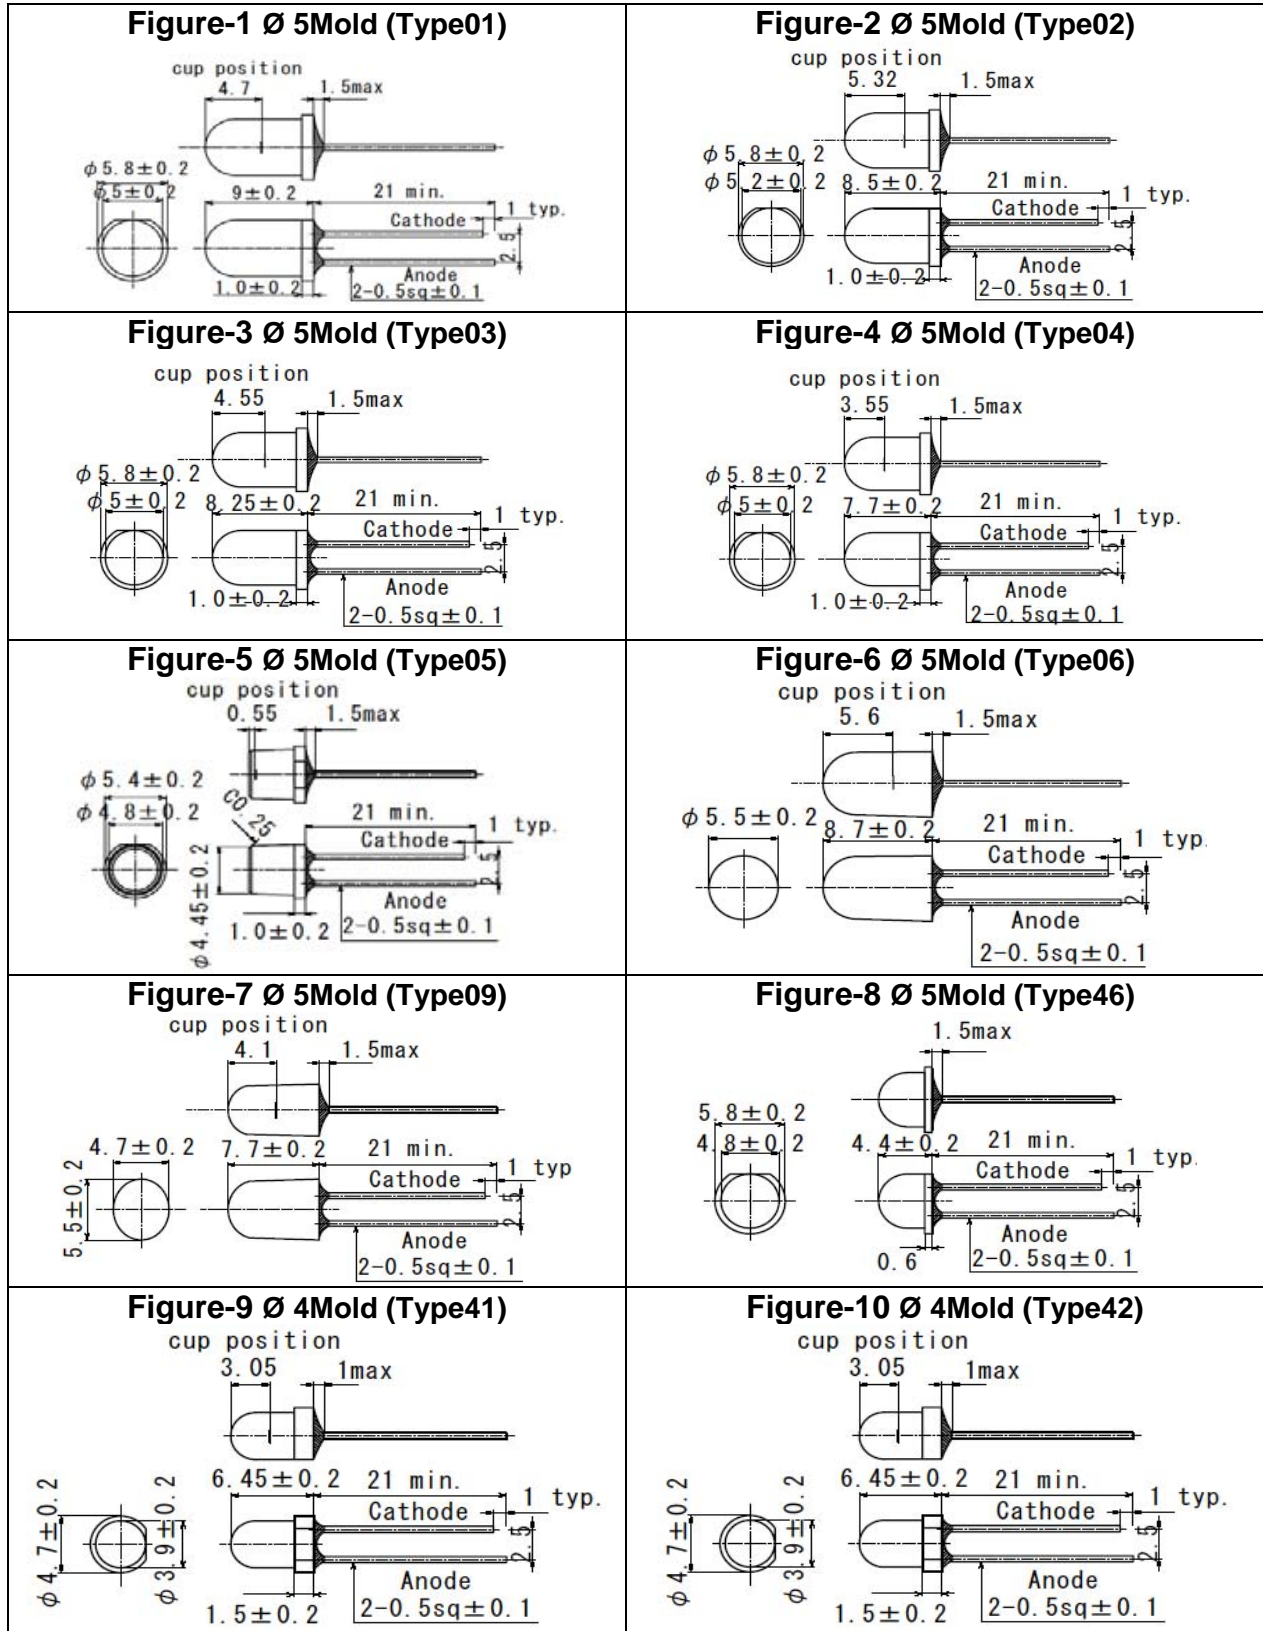 Figure-1 Ø 5Mold (Type01)
cup position
4.7
1.5max
φ5.8±0.2
φ5±0.2
9±0.2
21 min.
1 typ.
Cathode
2.5
Anode
1.0±0.2
2-0.5sq±0.1
Figure-2 Ø 5Mold (Type02)
cup position
5.32
1.5max
φ5.8±0.2
φ5.2±0.2
8.5±0.2
21 min.
1 typ.
Cathode
2.5
Anode
1.0±0.2
2-0.5sq±0.1
Figure-3 Ø 5Mold (Type03)
cup position
4.55
1.5max
φ5.8±0.2
φ5±0.2
8.25±0.2
21 min.
1 typ.
Cathode
2.5
Anode
1.0±0.2
2-0.5sq±0.1
Figure-4 Ø 5Mold (Type04)
cup position
3.55
1.5max
φ5.8±0.2
φ5±0.2
7.7±0.2
21 min.
1 typ.
Cathode
2.5
Anode
1.0±0.2
2-0.5sq±0.1
Figure-5 Ø 5Mold (Type05)
cup position
0.55
1.5max
φ5.4±0.2
φ4.8±0.2
C0.25
21 min.
1 typ.
Cathode
2.5
Anode
φ4.45±0.2
1.0±0.2
2-0.5sq±0.1
Figure-6 Ø 5Mold (Type06)
cup position
5.6
1.5max
φ5.5±0.2
8.7±0.2
21 min.
1 typ.
Cathode
2.5
Anode
2-0.5sq±0.1
Figure-7 Ø 5Mold (Type09)
cup position
4.1
1.5max
4.7±0.2
7.7±0.2
21 min.
1 typ
Cathode
5.5±0.2
2.5
Anode
2-0.5sq±0.1
Figure-8 Ø 5Mold (Type46)
1.5max
5.8±0.2
4.8±0.2
4.4±0.2
21 min.
1 typ.
Cathode
2.5
Anode
0.6
2-0.5sq±0.1
Figure-9 Ø 4Mold (Type41)
cup position
3.05
1max
6.45±0.2
21 min.
1 typ.
Cathode
φ4.7±0.2
φ3.9±0.2
2.5
Anode
1.5±0.2
2-0.5sq±0.1
Figure-10 Ø 4Mold (Type42)
cup position
3.05
1max
6.45±0.2
21 min.
1 typ.
Cathode
φ4.7±0.2
φ3.9±0.2
2.5
Anode
1.5±0.2
2-0.5sq±0.1